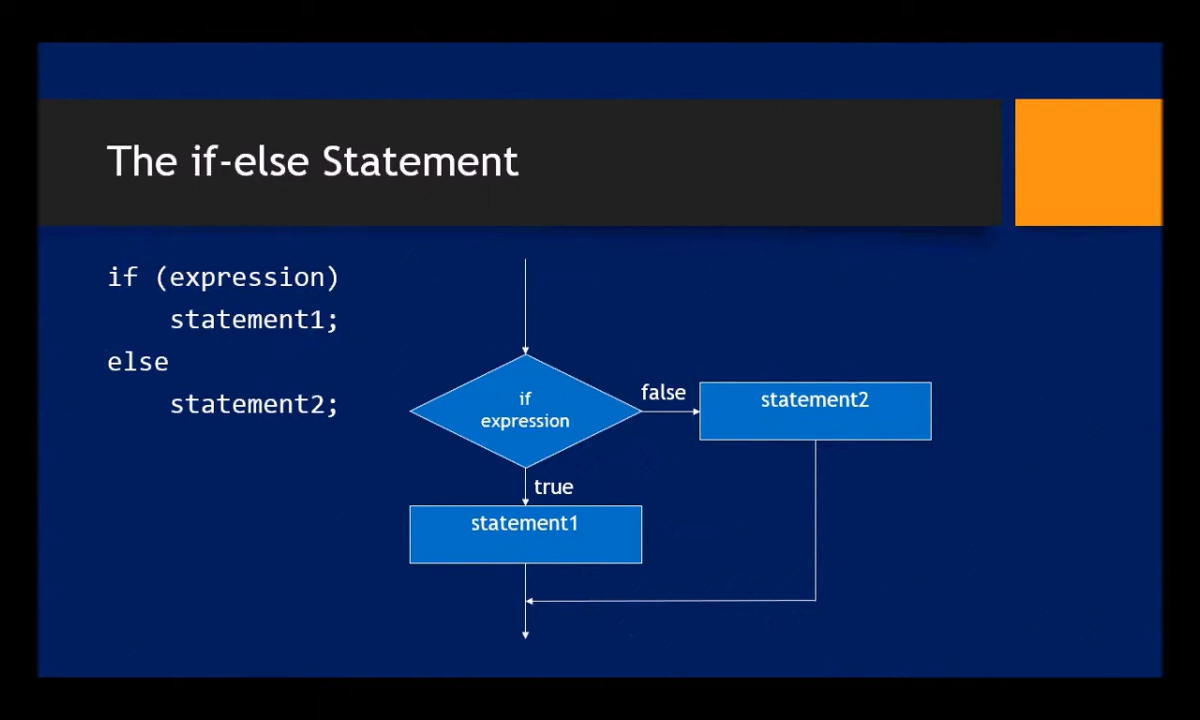 The if-else Statement
if (expression)
    statement1;
else
    statement2;
if
expression
false
statement2
true
statement1